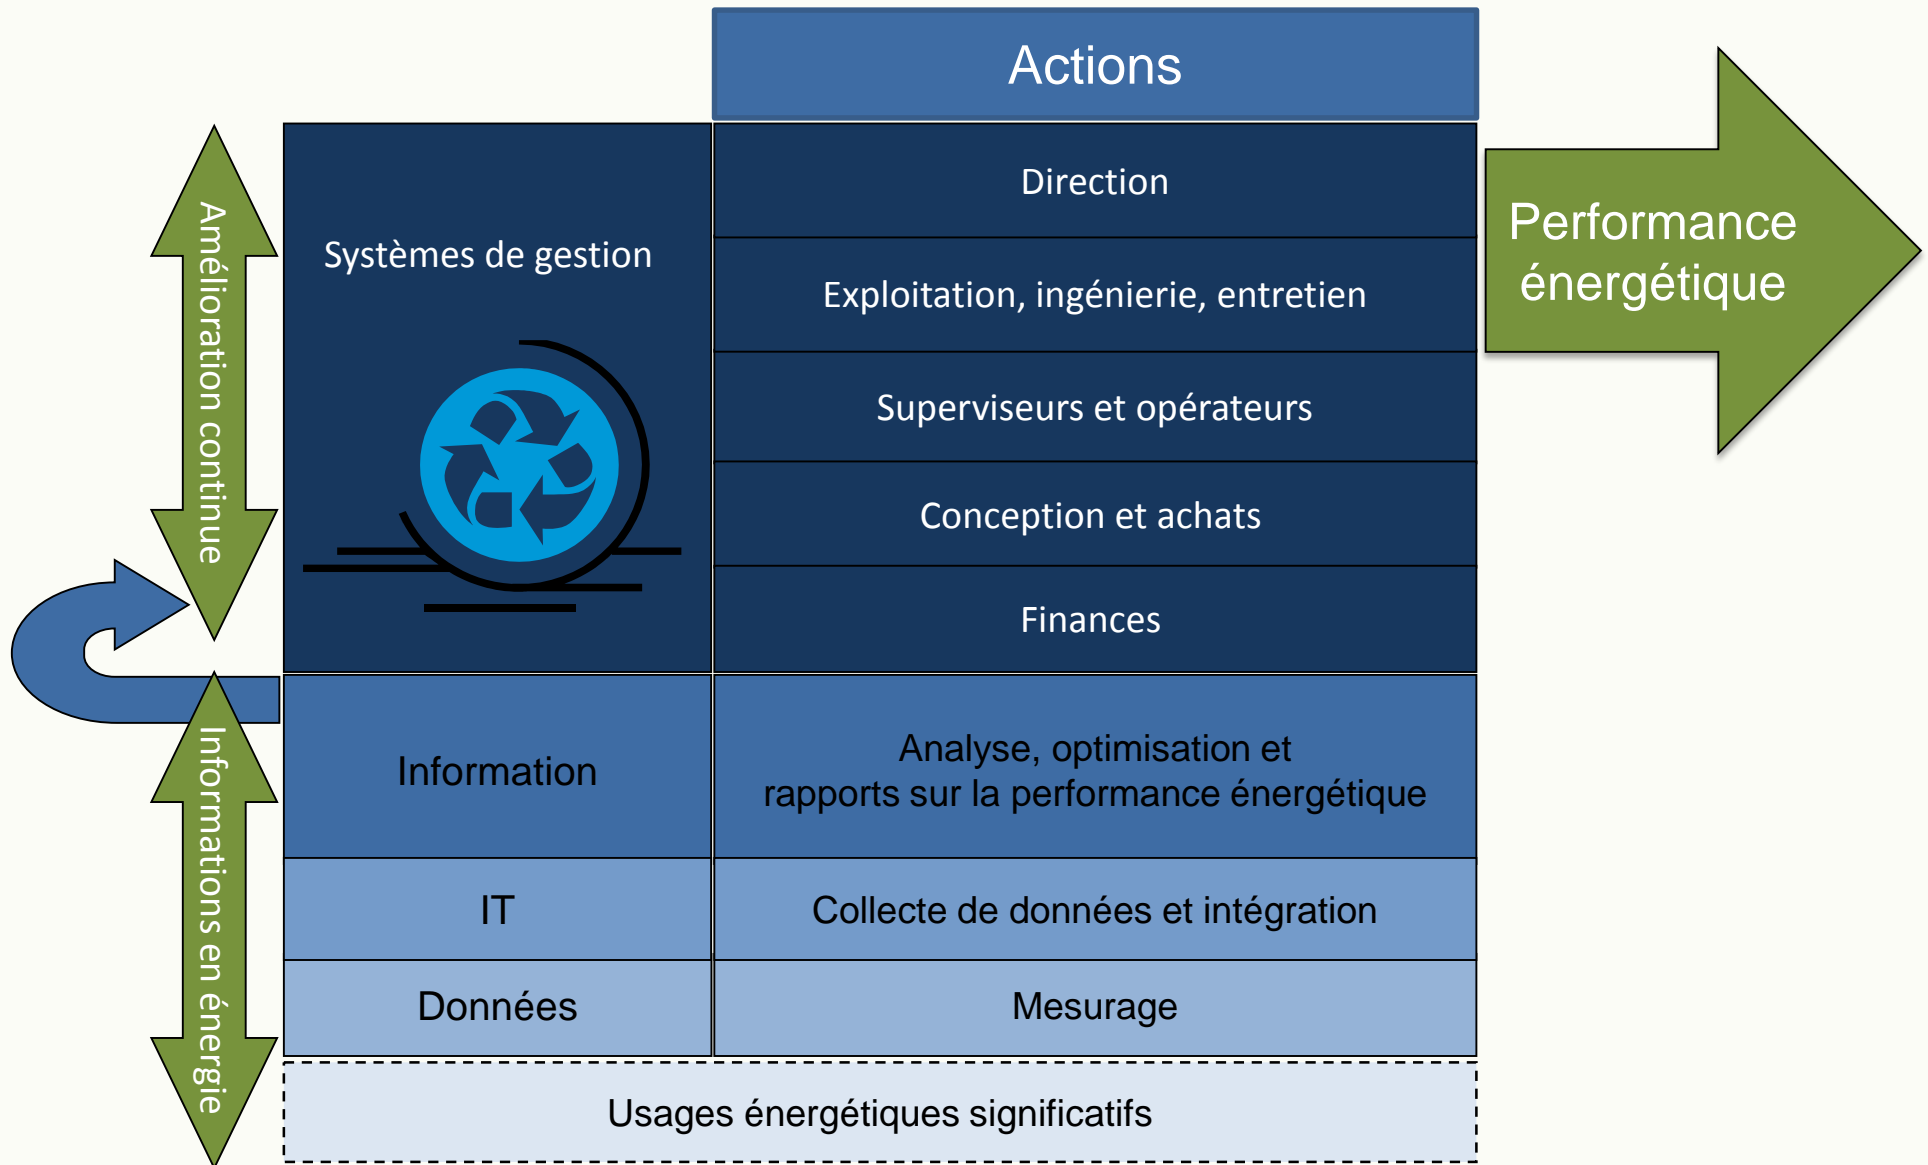 Actions
Amélioration continue
Systèmes de gestion
Direction
Exploitation, ingénierie, entretien
Superviseurs et opérateurs
Conception et achats
Finances
Performance
énergétique
Informations en énergie
Information
Analyse, optimisation et
rapports sur la performance énergétique
IT
Collecte de données et intégration
Données
Mesurage
Usages énergétiques significatifs